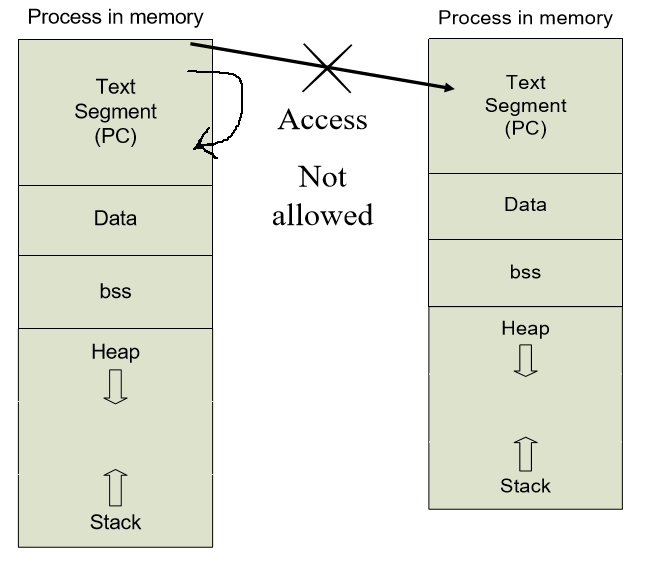 Process in memory
Text
Segment
(PC)
Data
bss
Heap
Stack
Access
Not
allowed
Process in memory
Text
Segment
(PC)
Data
bss
Heap
Stack